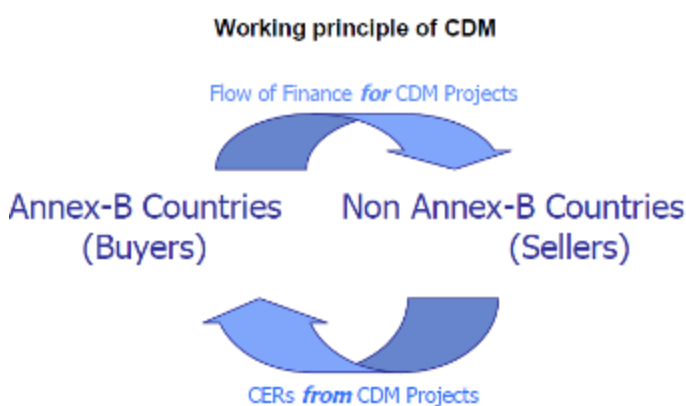 Working principle of CDM
Flow of Finance for CDM Projects
Annex-B Countries
(Buyers)
Non Annex-B Countries
(Sellers)
CERs from CDM Projects